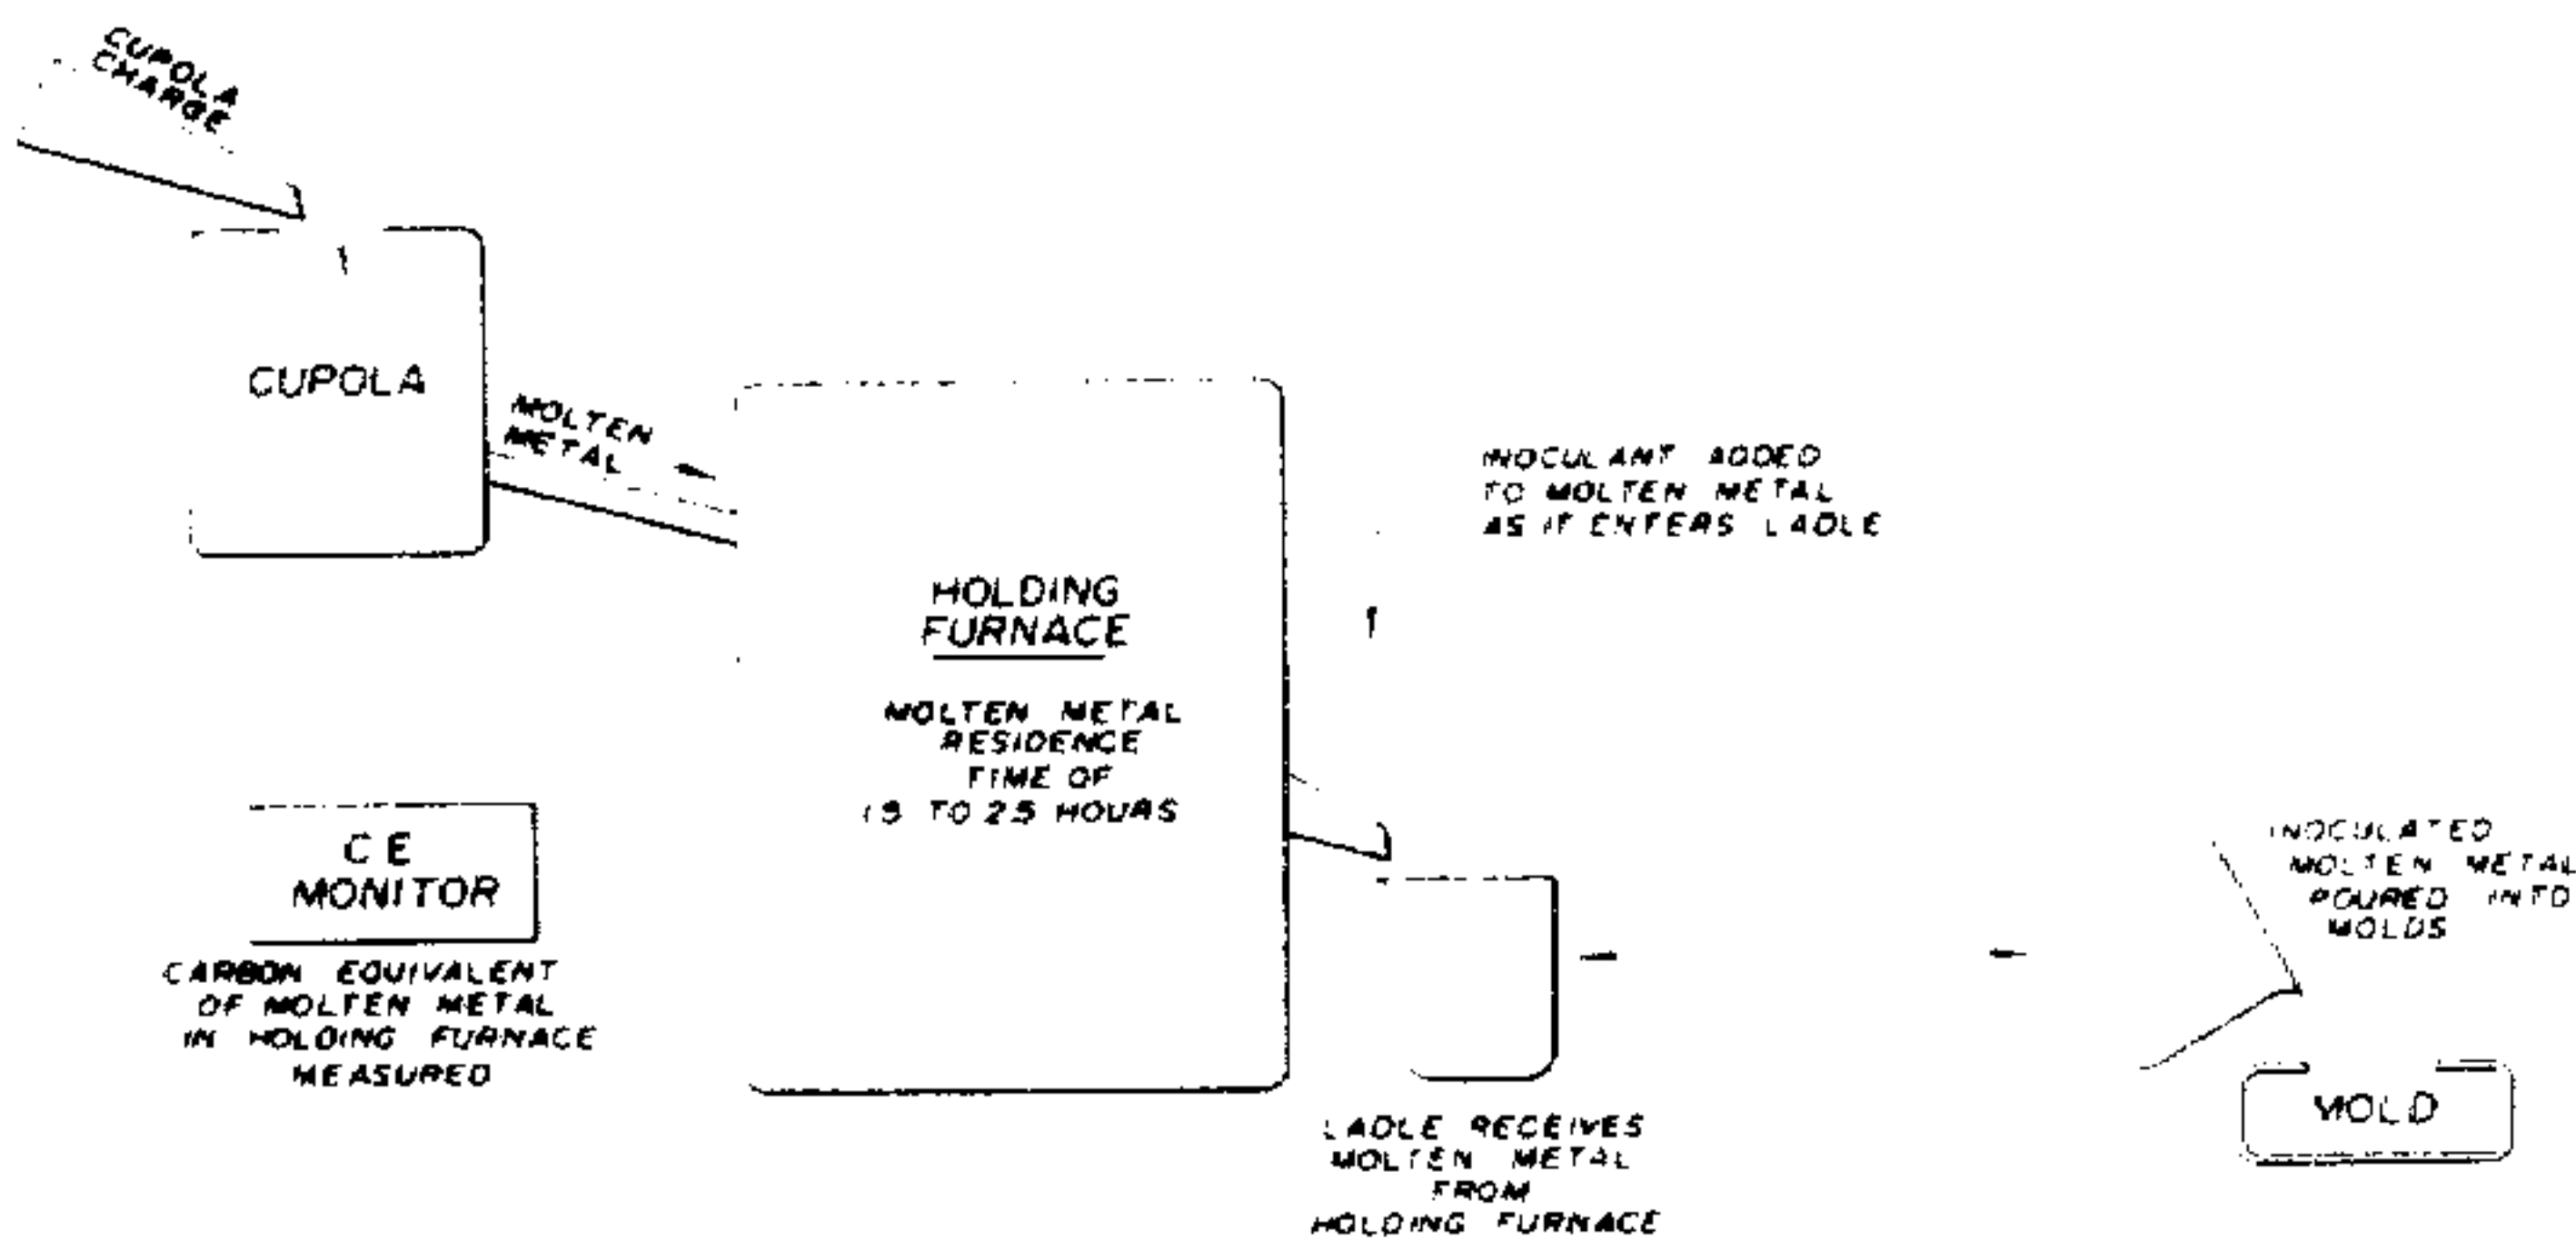 CUPOLA
CHARGE
CUPOLA
MOLTEN
METAL
HOLDING
FURNACE
MOLTEN METAL
RESIDENCE
TIME OF
1.5 TO 2.5 HOURS
INOCULANT ADDED
TO MOLTEN METAL
AS IT ENTERS LADLE
C E
MONITOR
CARBON EQUIVALENT
OF MOLTEN METAL
IN HOLDING FURNACE
MEASURED
LADLE RECEIVES
MOLTEN METAL
FROM
HOLDING FURNACE
INOCULATED
MOLTEN METAL
POURED INTO
MOLDS
MOLD